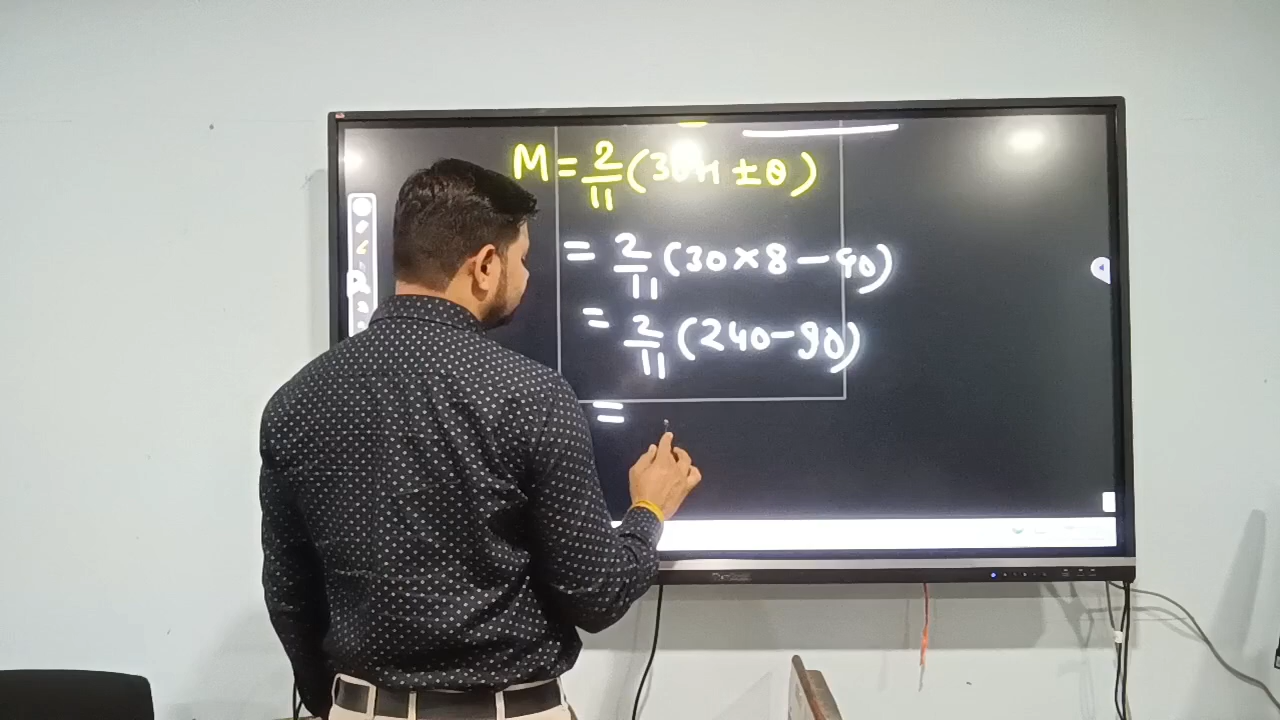 M = 2/11 (30H ± θ)
= 2/11 (30 × 8 − 90)
= 2/11 (240 − 90)
=